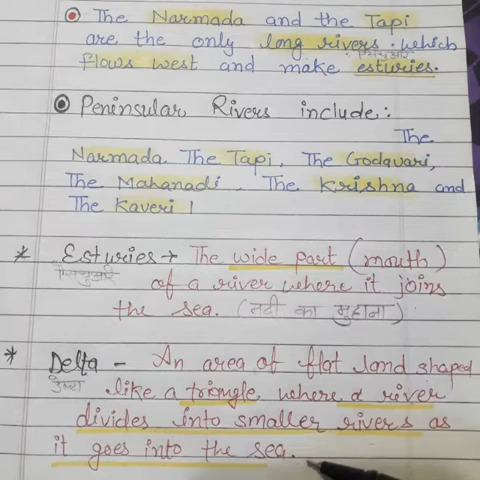 The Narmada and the Tapi
are the only long rivers which
flows west and make esturies.
Peninsular Rivers include:
The
Narmada The Tapi, The Godavari,
The Mahanadi, The Krishna and
The Kaveri |
* Esturies → The wide part (mouth)
of a river where it joins
the sea. (नदी का मुहाना)
* Delta - An area of flat land shaped
like a triangle where a river
divides into smaller rivers as
it goes into the sea.